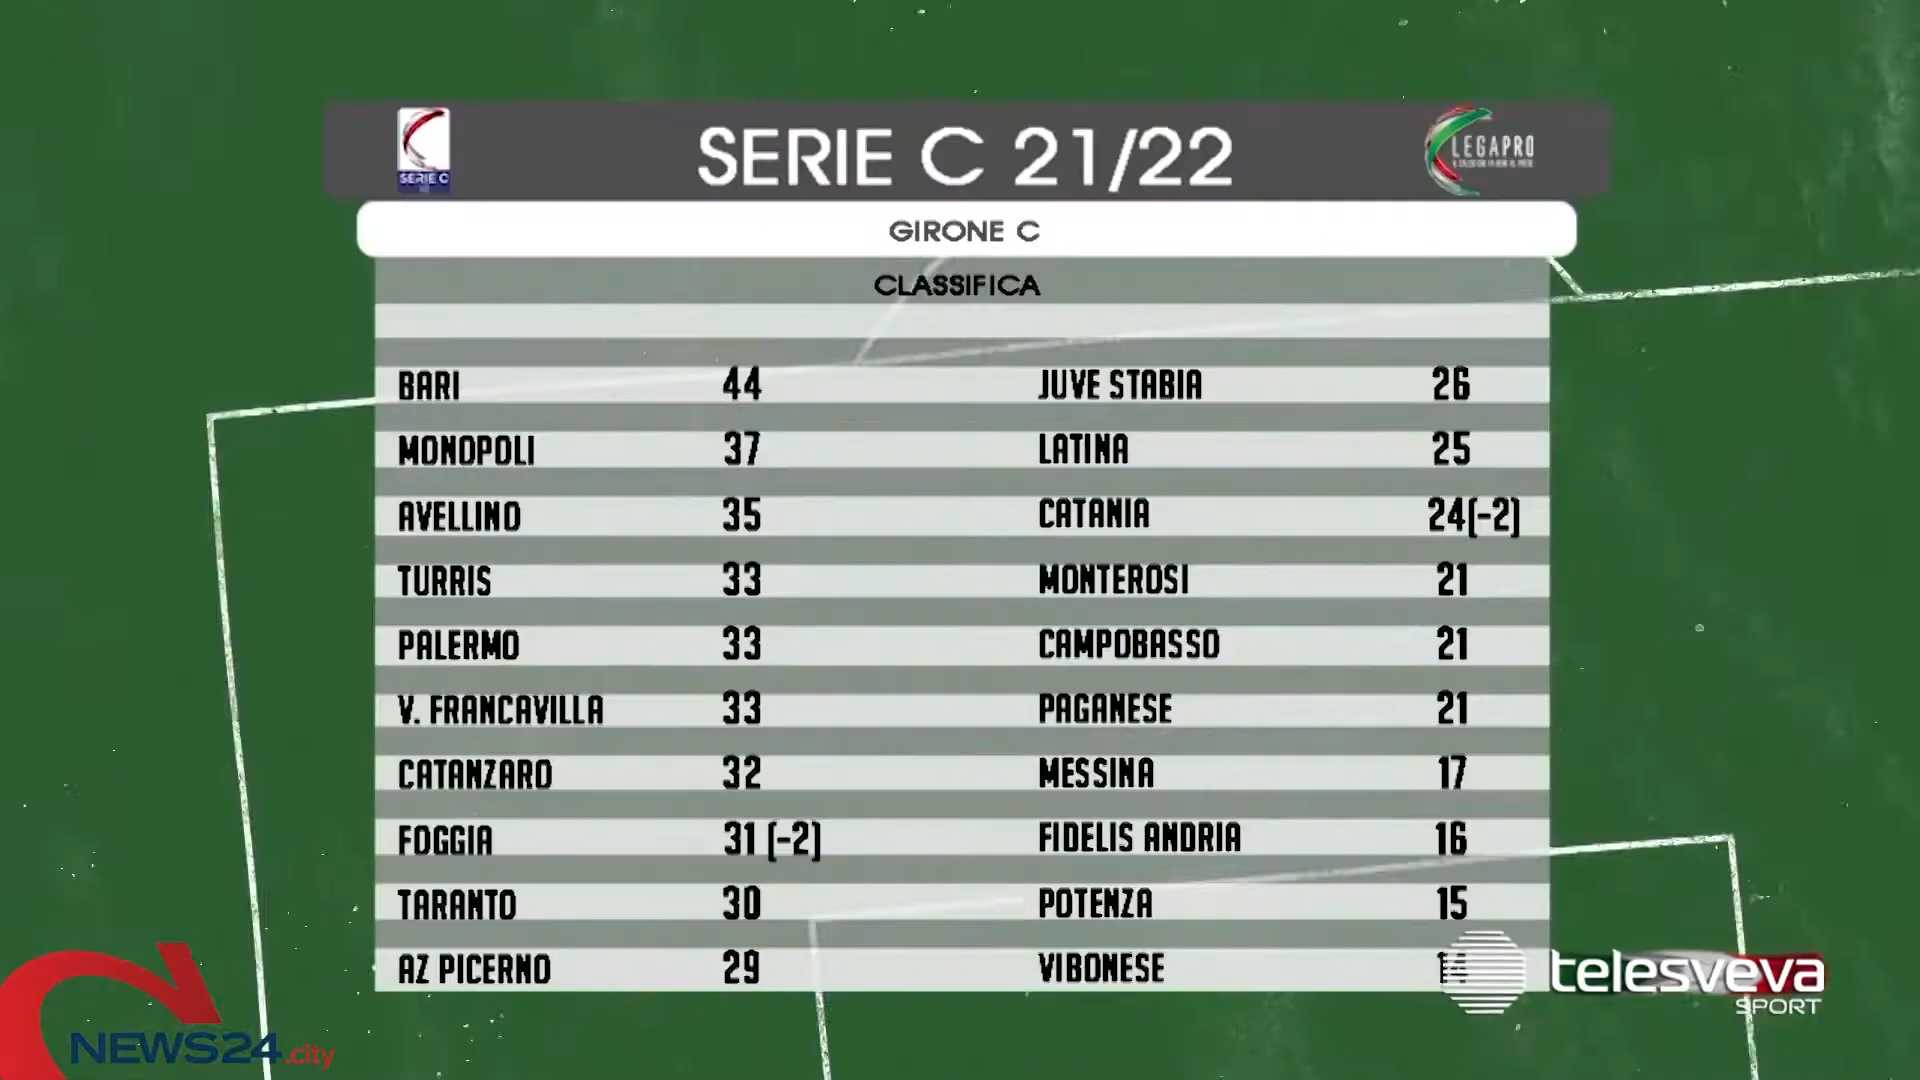 SERIE C 21/22
SERIE C
LEGAPRO
GIRONE C
CLASSIFICA
BARI 44
MONOPOLI 37
AVELLINO 35
TURRIS 33
PALERMO 33
V. FRANCAVILLA 33
CATANZARO 32
FOGGIA 31 (-2)
TARANTO 30
AZ PICERNO 29
JUVE STABIA 26
LATINA 25
CATANIA 24(-2)
MONTEROSI 21
CAMPOBASSO 21
PAGANESE 21
MESSINA 17
FIDELIS ANDRIA 16
POTENZA 15
VIBONESE
telesveva
SPORT
NEWS24.city